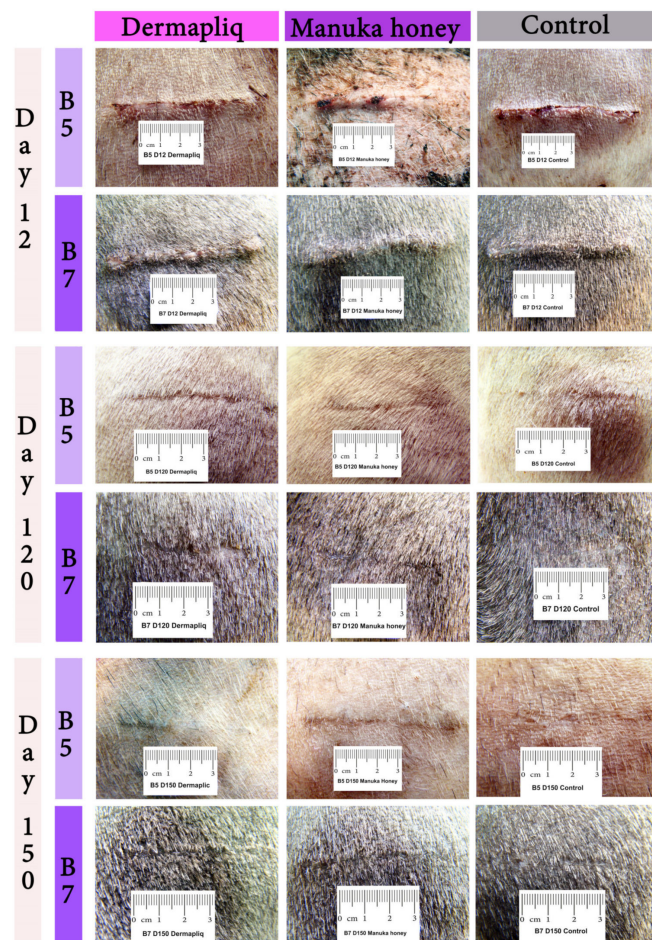 Dermapliq Manuka honey Control
Day 12
B5
0 cm 1 2 3
B5 D12 Dermapliq
0 cm 1 2 3
B5 D12 Manuka honey
0 cm 1 2 3
B5 D12 Control
B7
0 cm 1 2 3
B7 D12 Dermapliq
0 cm 1 2 3
B7 D12 Manuka honey
0 cm 1 2 3
B7 D12 Control
Day 120
B5
0 cm 1 2 3
B5 D120 Dermapliq
0 cm 1 2 3
B5 D120 Manuka honey
0 cm 1 2 3
B5 D120 Control
B7
0 cm 1 2 3
B7 D120 Dermapliq
0 cm 1 2 3
B7 D120 Manuka honey
0 cm 1 2 3
B7 D120 Control
Day 150
B5
0 cm 1 2 3
B5 D150 Dermaplic
0 cm 1 2 3
B5 D150 Manuka Honey
0 cm 1 2 3
B5 D150 Control
B7
0 cm 1 2 3
B7 D150 Dermapliq
0 cm 1 2 3
B7 D150 Manuka honey
0 cm 1 2 3
B7 D150 Control